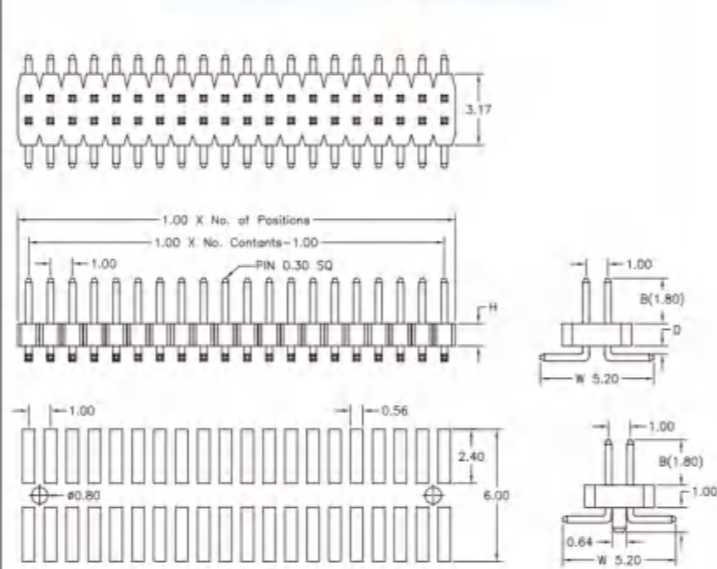 3.17
1.00 X No. of Positions
1.00 X No. Contants-1.00
1.00
PIN 0.30 SQ
H
1.00
B(1.80)
D
W 5.20
1.00
0.56
2.40
6.00
ø0.80
1.00
B(1.80)
1.00
0.64
W 5.20